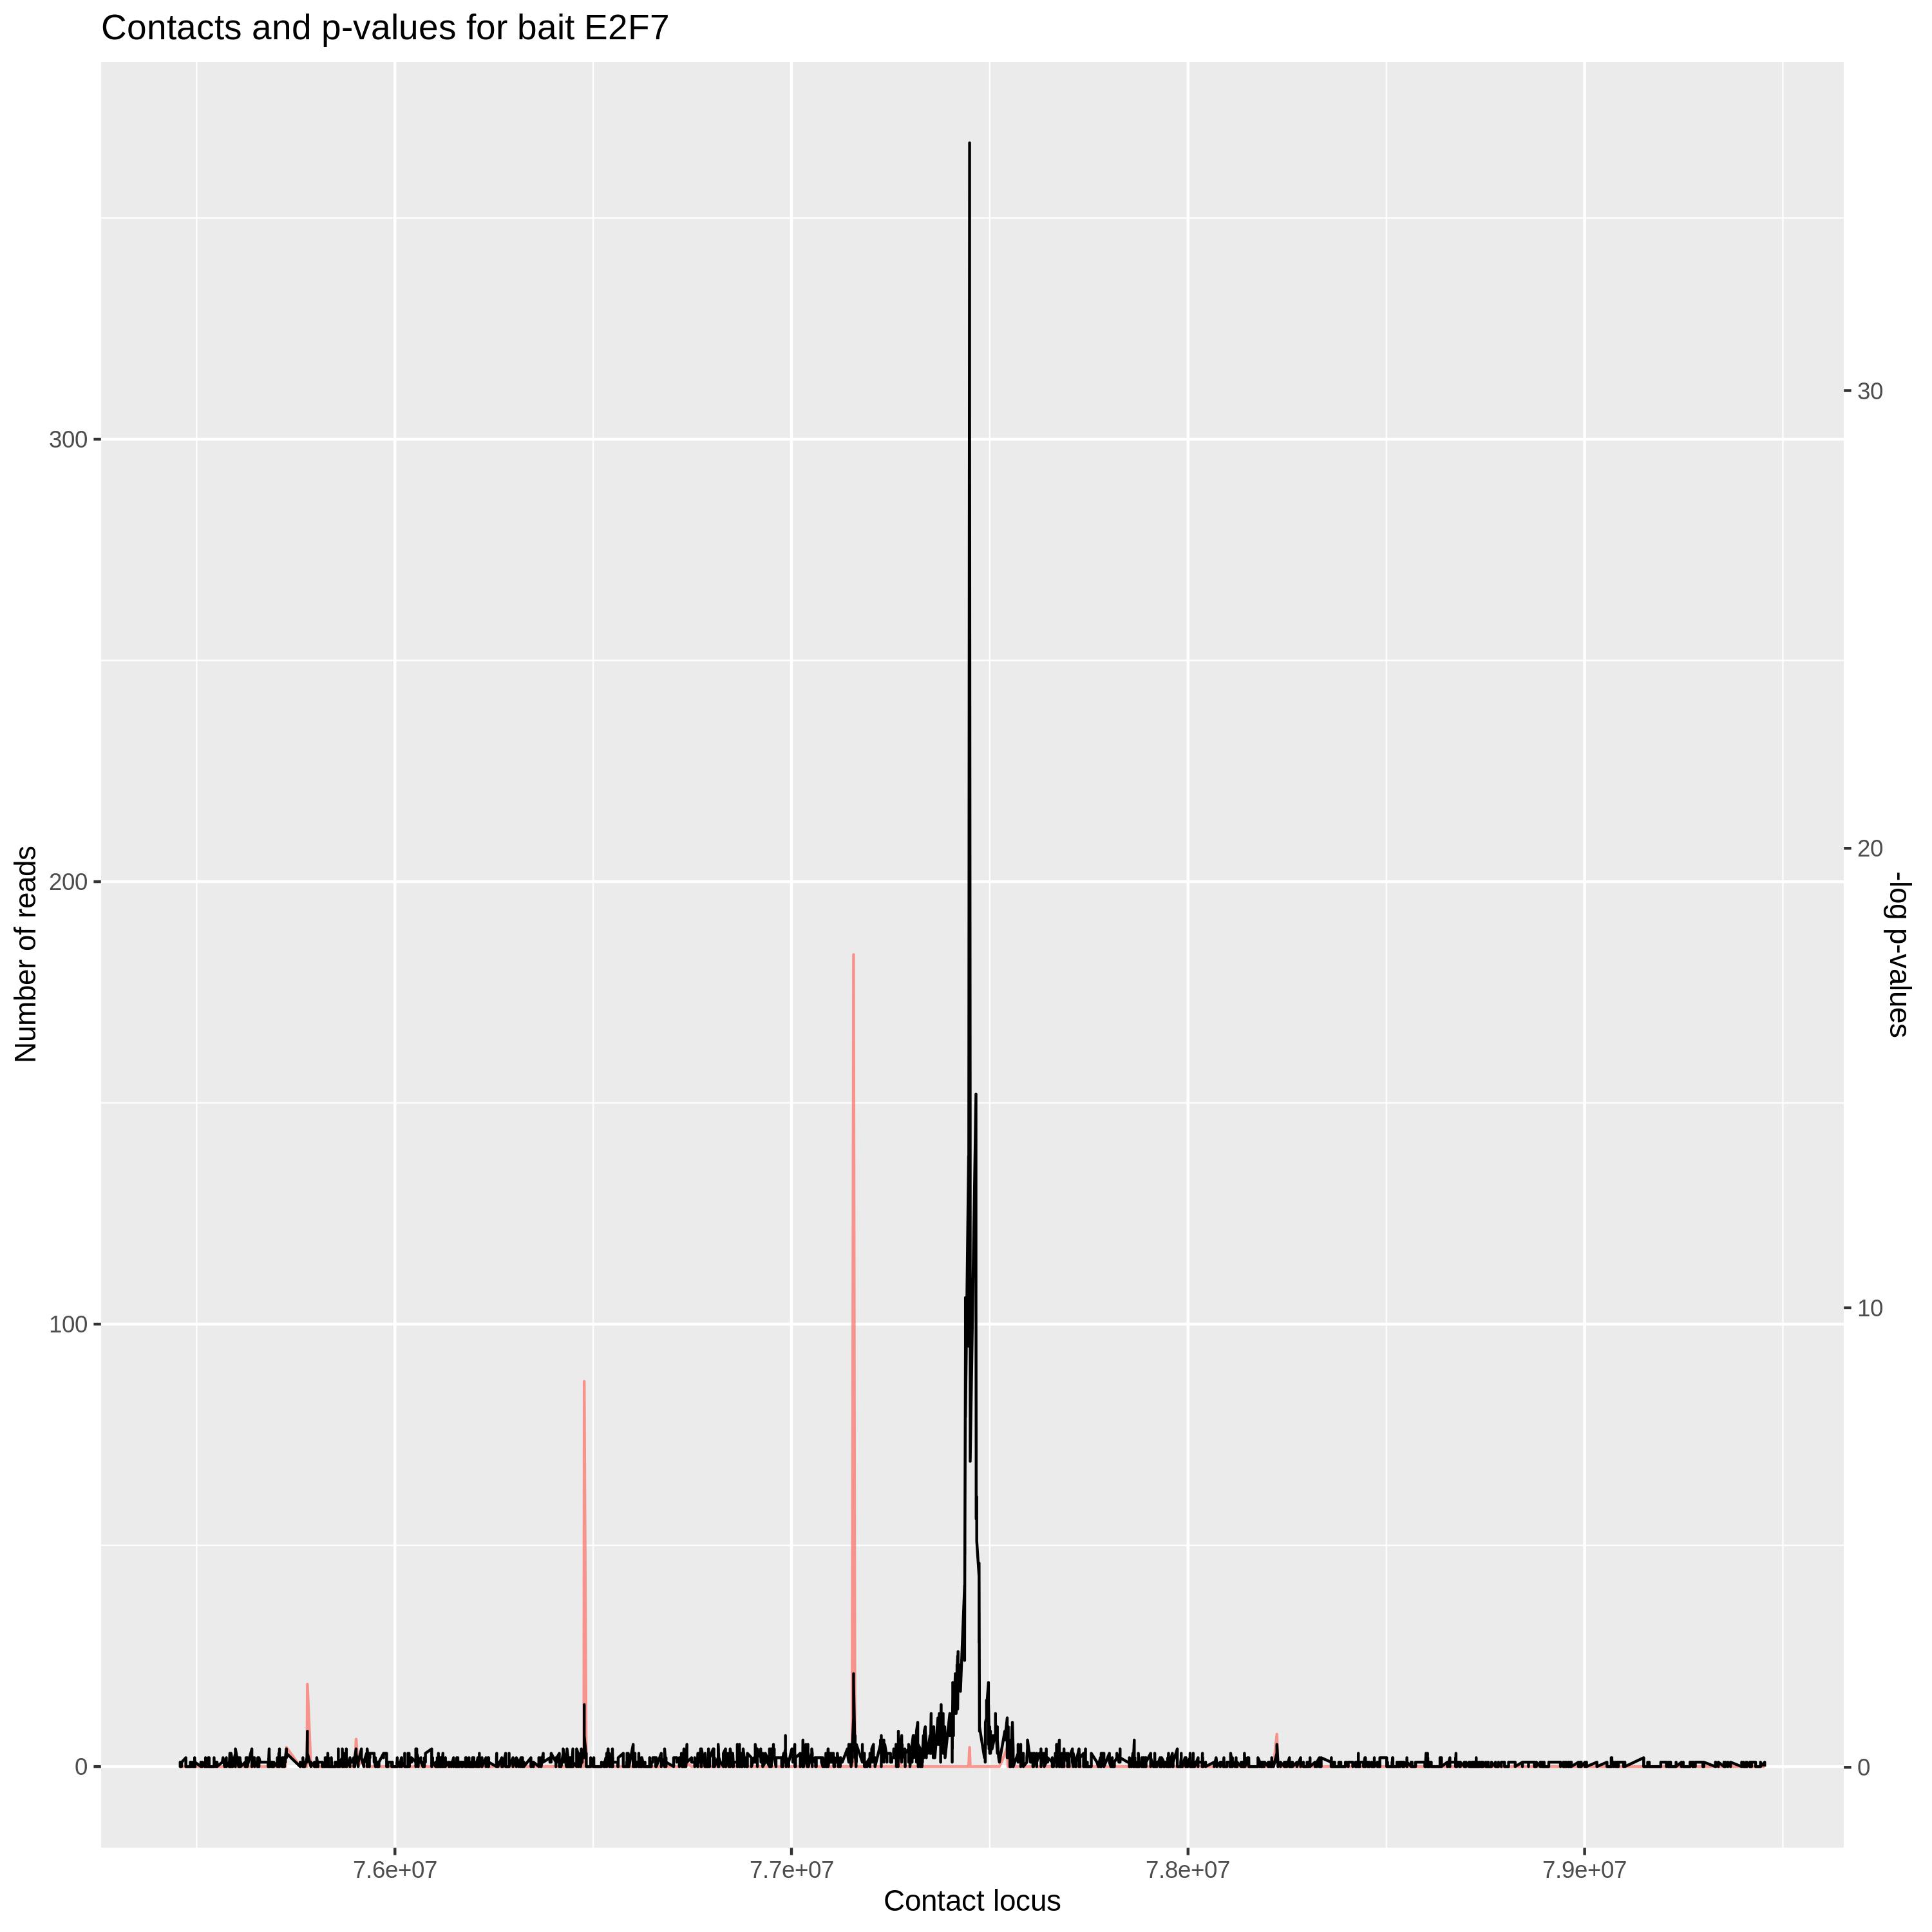 Contacts and p-values for bait E2F7
Number of reads
300
200
100
0
30
20
10
0
-log p-values
7.6e+07 7.7e+07 7.8e+07 7.9e+07
Contact locus